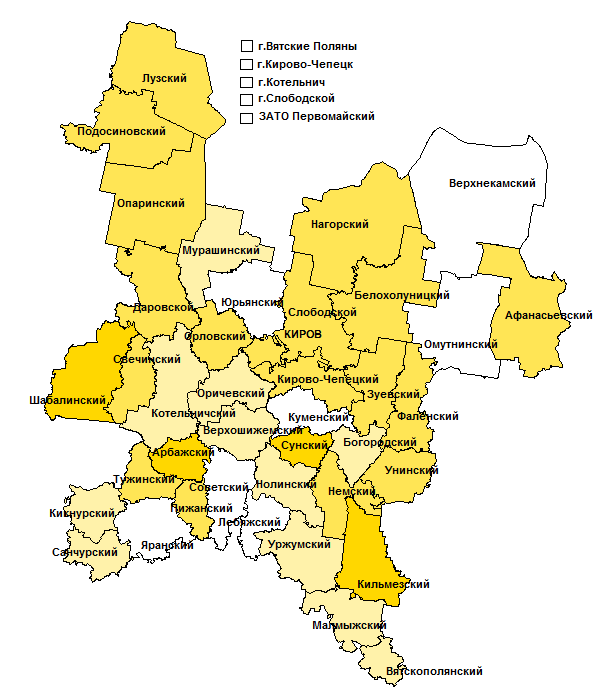 г.Вятские Поляны
г.Кирово-Чепецк
г.Котельнич
г.Слободской
ЗАТО Первомайский
Лузский
Подосиновский
Верхнекамский
Опаринский
Нагорский
Мурашинский
Юрьянский
Белохолуницкий
Даровской
Слободской
Афанасьевский
Орловский
КИРОВ
Омутнинский
Свечинский
Кирово-Чепецкий
Шабалинский
Оричевский
Зуевский
Котельничский
Куменский
Фаленский
Верхошижемский
Богородский
Арбажский
Сунский
Унинский
Тужинский
Советский
Нолинский
Немский
Кикнурский
Пижанский
Лебяжский
Санчурский
Яранский
Уржумский
Кильмезский
Малмыжский
Вятскополянский